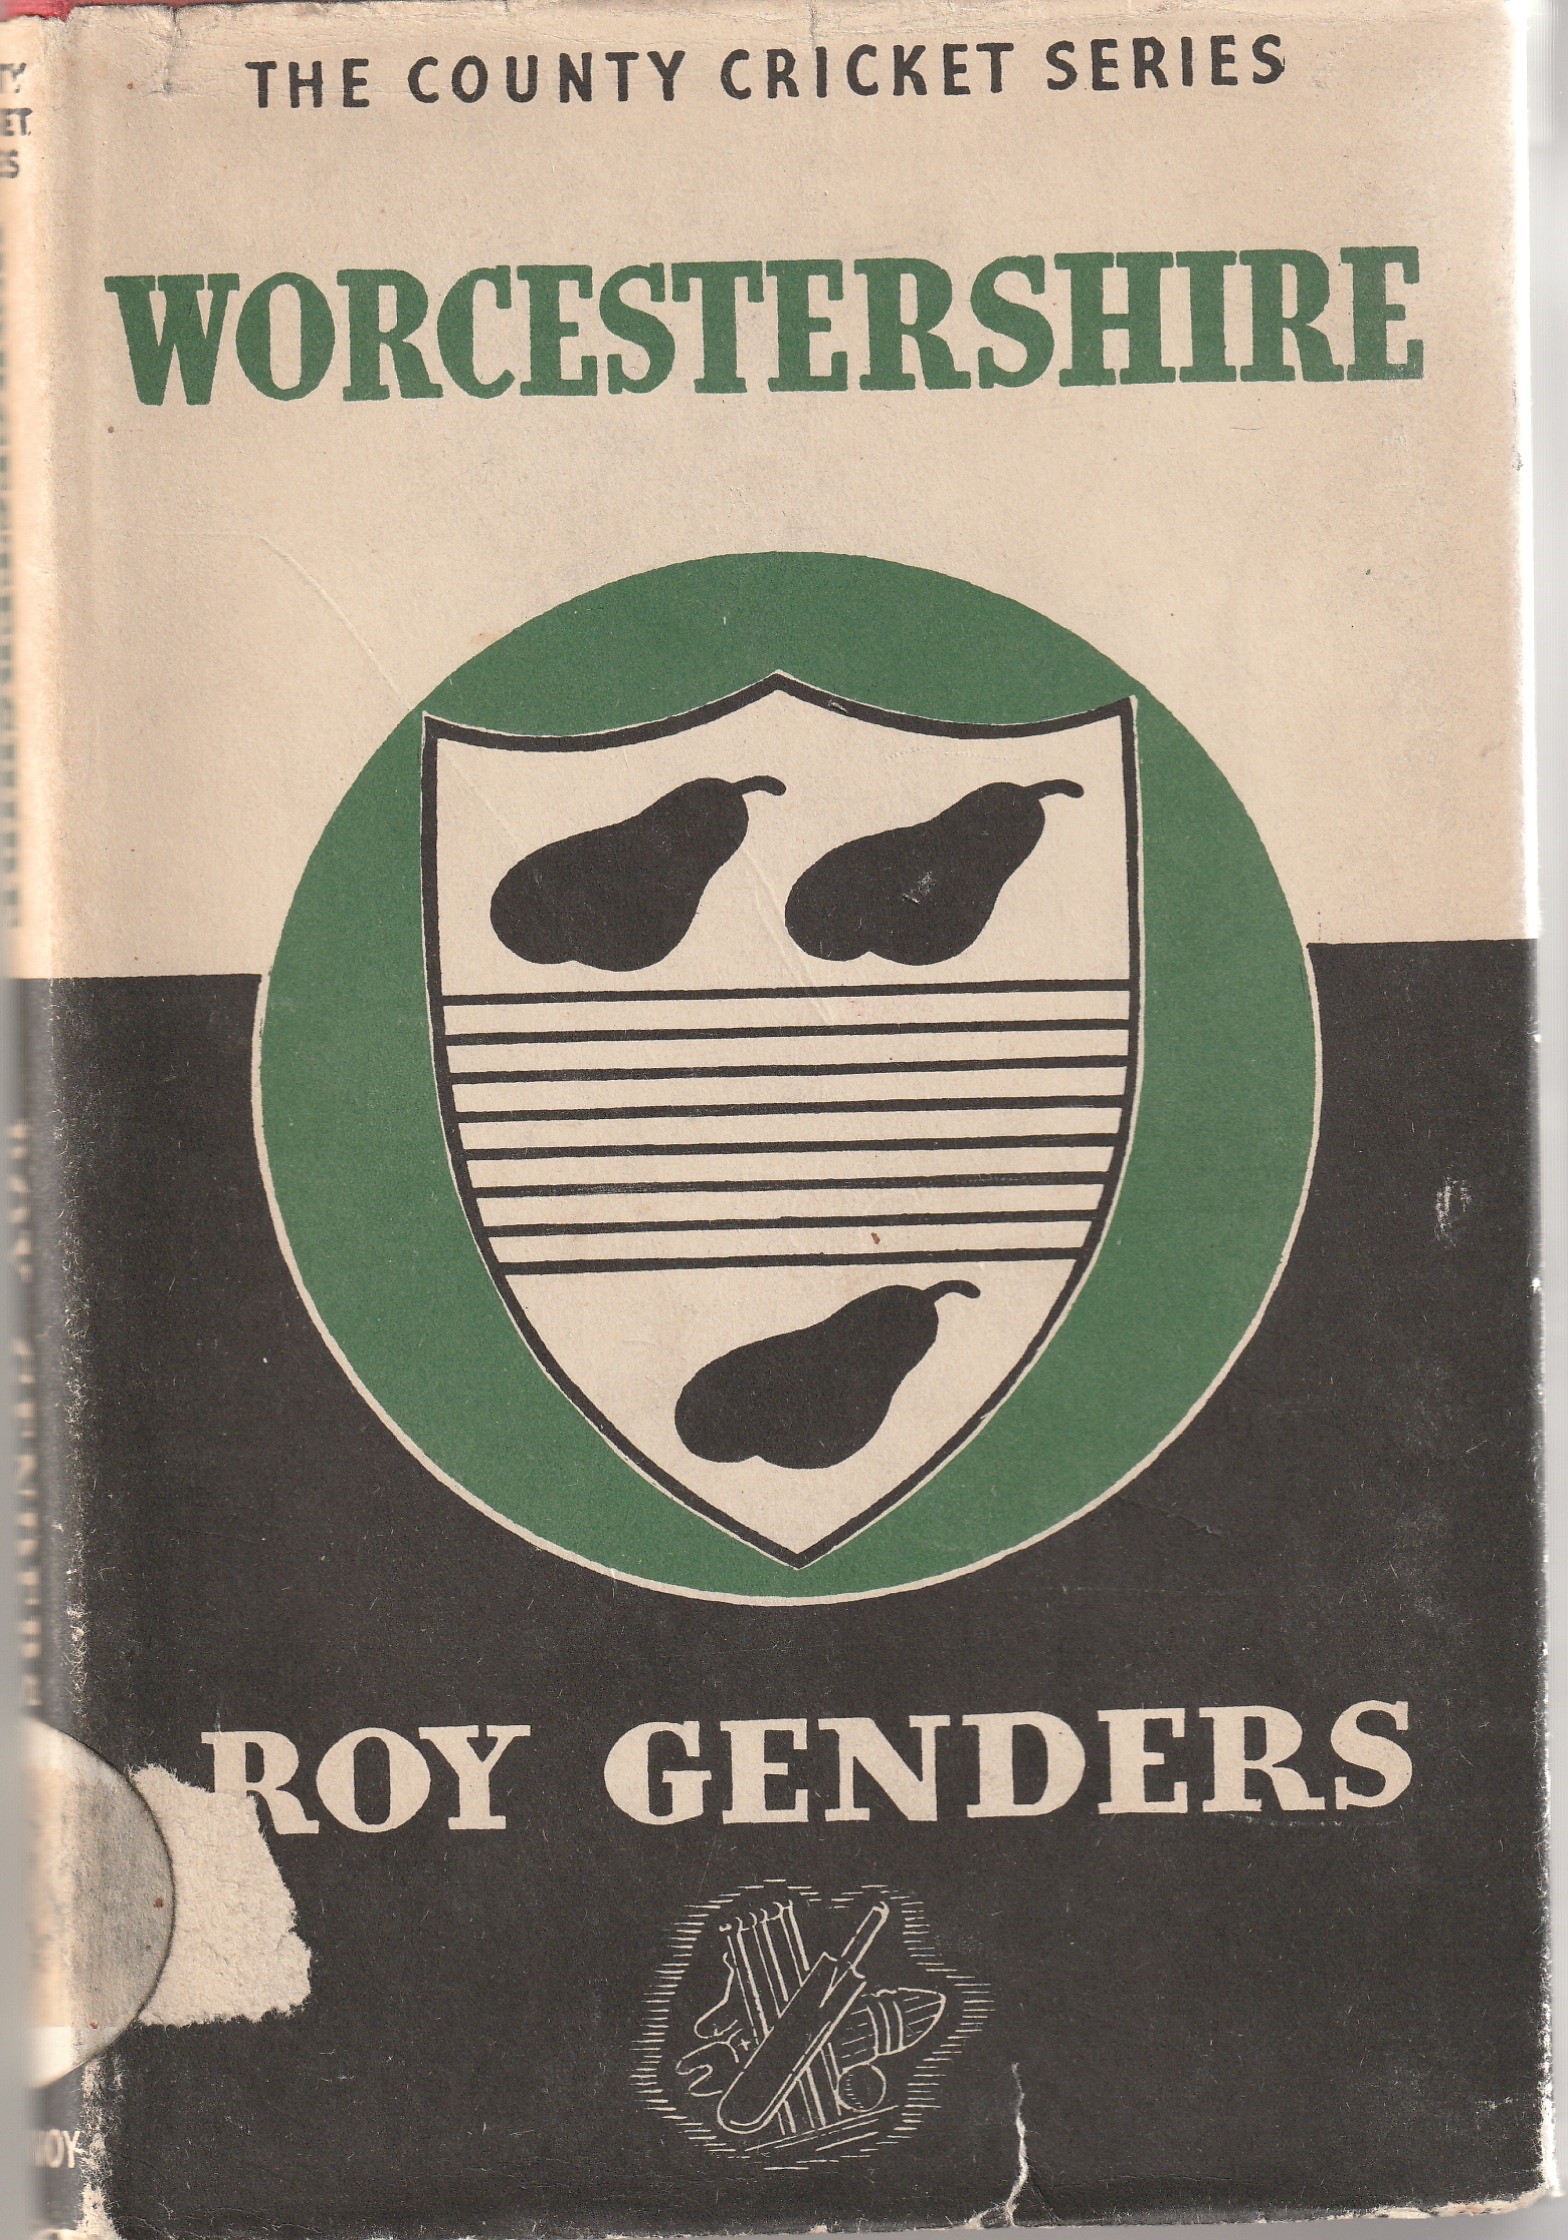 THE COUNTY CRICKET SERIES
WORCESTERSHIRE
ROY GENDERS